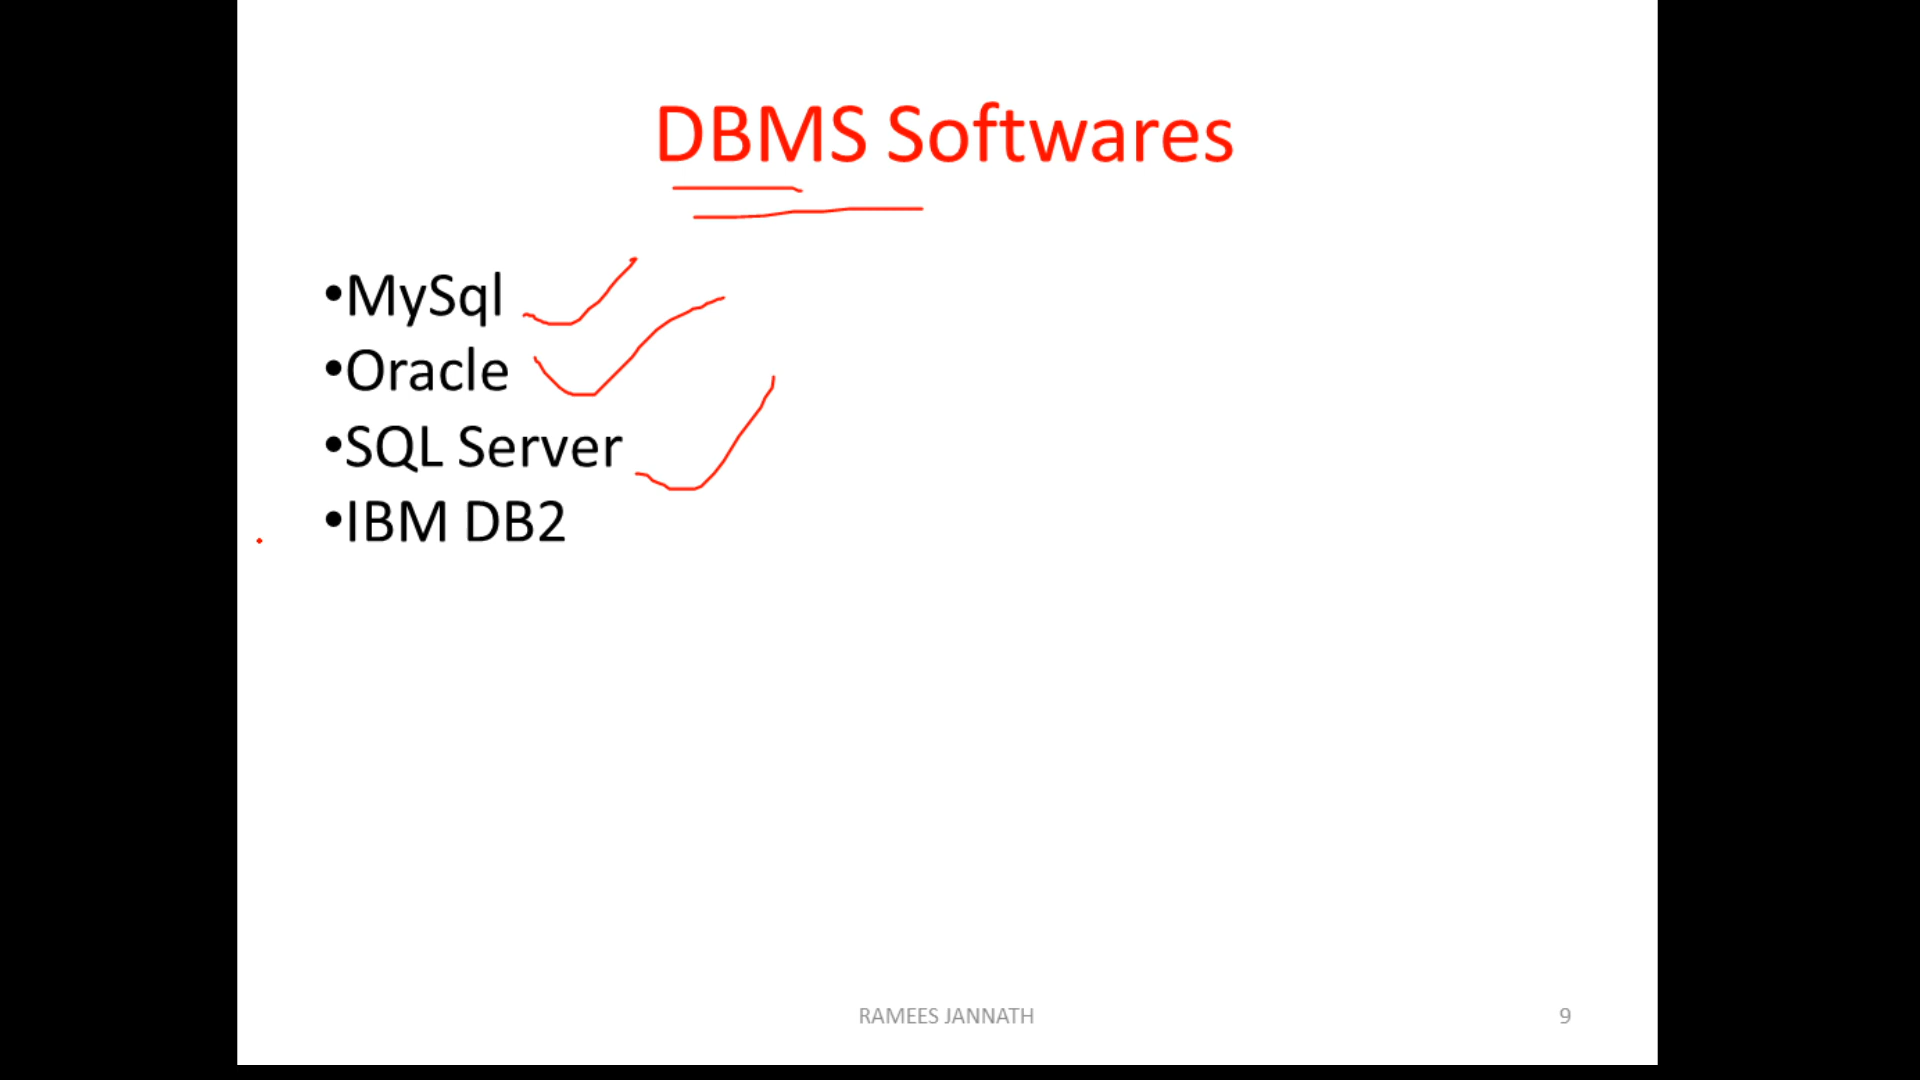 DBMS Softwares
•MySql
•Oracle
•SQL Server
•IBM DB2
RAMEES JANNATH
9